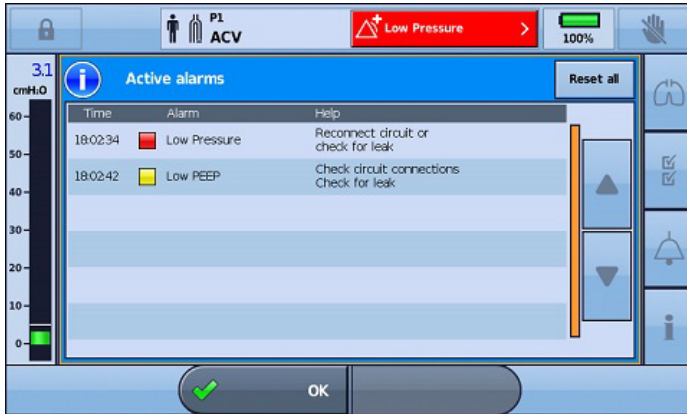 P1
ACV
Low Pressure
100%
3.1
cmH₂O
Active alarms
Reset all
Time Alarm Help
18:02:34 Low Pressure Reconnect circuit or
check for leak
18:02:42 Low PEEP Check circuit connections
Check for leak
60
50
40
30
20
10
0
OK